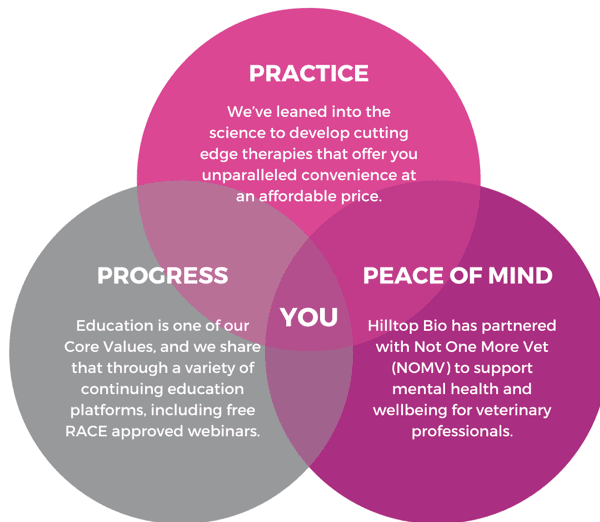 PRACTICE
We’ve leaned into the
science to develop cutting
edge therapies that offer you
unparalleled convenience at
an affordable price.
PROGRESS
Education is one of our
Core Values, and we share
that through a variety of
continuing education
platforms, including free
RACE approved webinars.
YOU
PEACE OF MIND
Hilltop Bio has partnered
with Not One More Vet
(NOMV) to support
mental health and
wellbeing for veterinary
professionals.